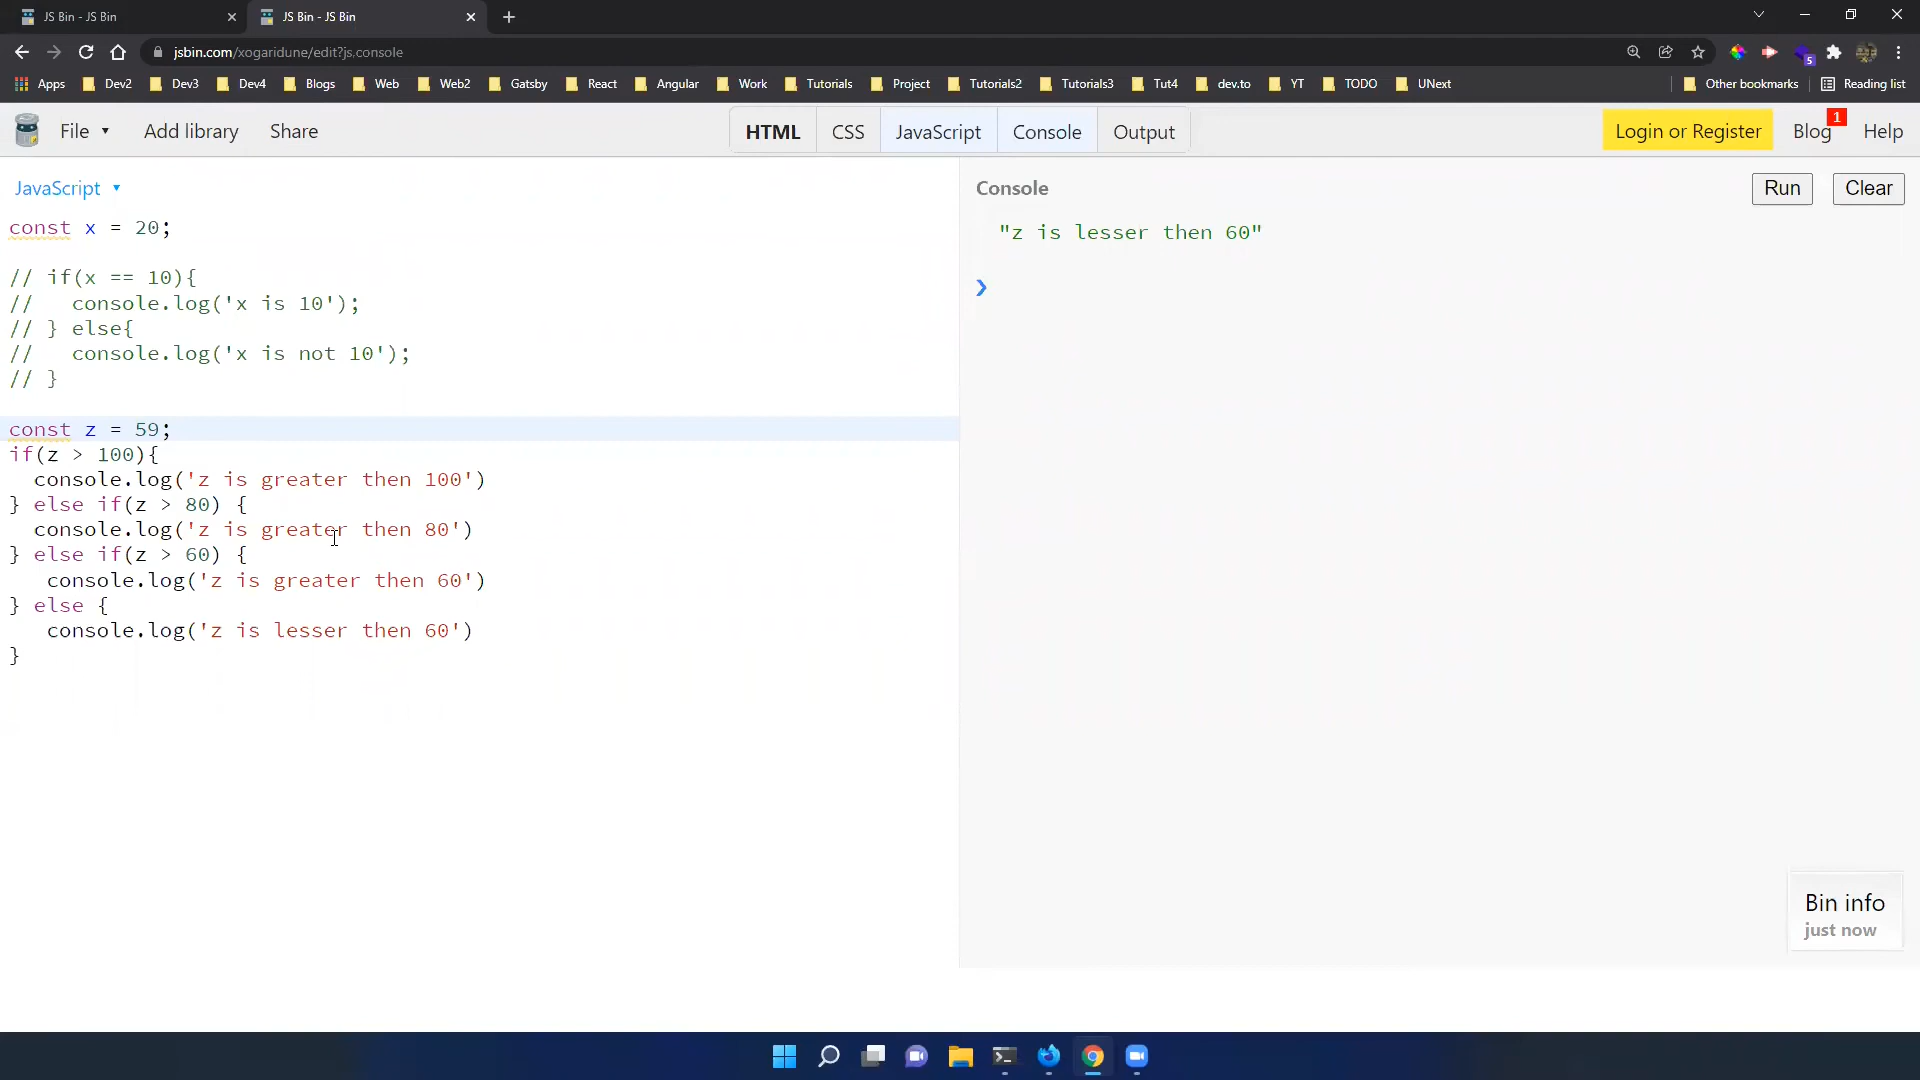 JS Bin - JS Bin
JS Bin - JS Bin
jsbin.com/xogaridune/edit?js,console
5
Apps Dev2 Dev3 Dev4 Blogs Web Web2 Gatsby React Angular Work Tutorials Project Tutorials2 Tutorials3 Tut4 dev.to YT TODO UNext Other bookmarks Reading list
File Add library Share HTML CSS JavaScript Console Output Login or Register Blog 1 Help
JavaScript
const x = 20;
// if(x == 10){
//   console.log('x is 10');
// } else{
//   console.log('x is not 10');
// }
const z = 59;
if(z > 100){
  console.log('z is greater then 100')
} else if(z > 80) {
  console.log('z is greater then 80')
} else if(z > 60) {
   console.log('z is greater then 60')
} else {
   console.log('z is lesser then 60')
}
Console Run Clear
"z is lesser then 60"
Bin info
just now